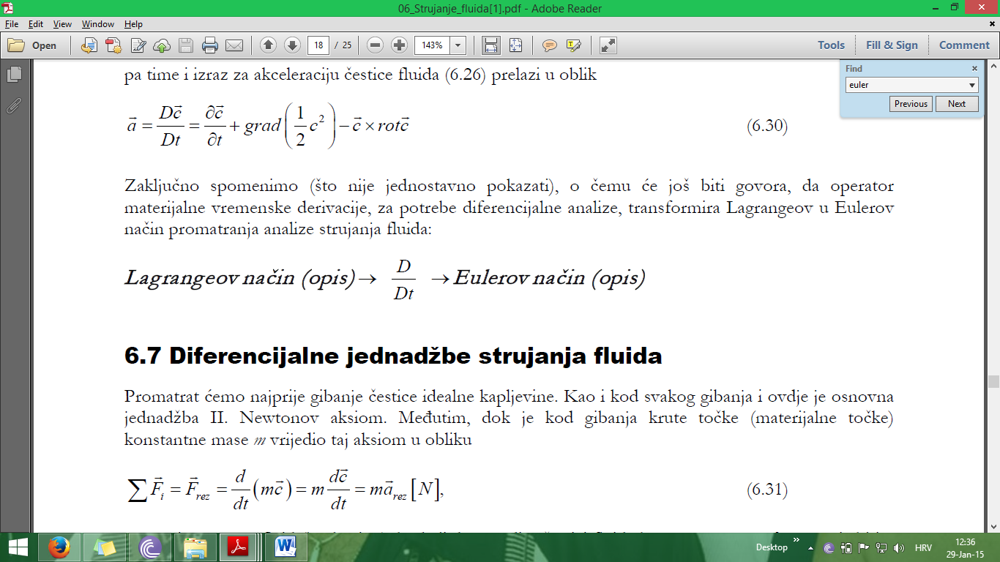 06_Strujanje_fluida[1].pdf - Adobe Reader
File Edit View Window Help
Open 18 / 25 143% Tools Fill & Sign Comment
Find
euler
Previous Next
pa time i izraz za akceleraciju čestice fluida (6.26) prelazi u oblik
$\vec{a} = \frac{D\vec{c}}{Dt} = \frac{\partial \vec{c}}{\partial t} + grad\left(\frac{1}{2}c^2\right) - \vec{c} \times rot\vec{c}$ (6.30)
Zaključno spomenimo (što nije jednostavno pokazati), o čemu će još biti govora, da operator
materijalne vremenske derivacije, za potrebe diferencijalne analize, transformira Lagrangeov u Eulerov
način promatranja analize strujanja fluida:
Lagrangeov način (opis) → $\frac{D}{Dt}$ → Eulerov način (opis)
6.7 Diferencijalne jednadžbe strujanja fluida
Promatrat ćemo najprije gibanje čestice idealne kapljevine. Kao i kod svakog gibanja i ovdje je osnovna
jednadžba II. Newtonov aksiom. Međutim, dok je kod gibanja krute točke (materijalne točke)
konstantne mase m vrijedio taj aksiom u obliku
$\sum \vec{F}_i = \vec{F}_{rez} = \frac{d}{dt}(m\vec{c}) = m\frac{d\vec{c}}{dt} = m\vec{a}_{rez}[N],$ (6.31)
Desktop » HRV 12:36
29-Jan-15